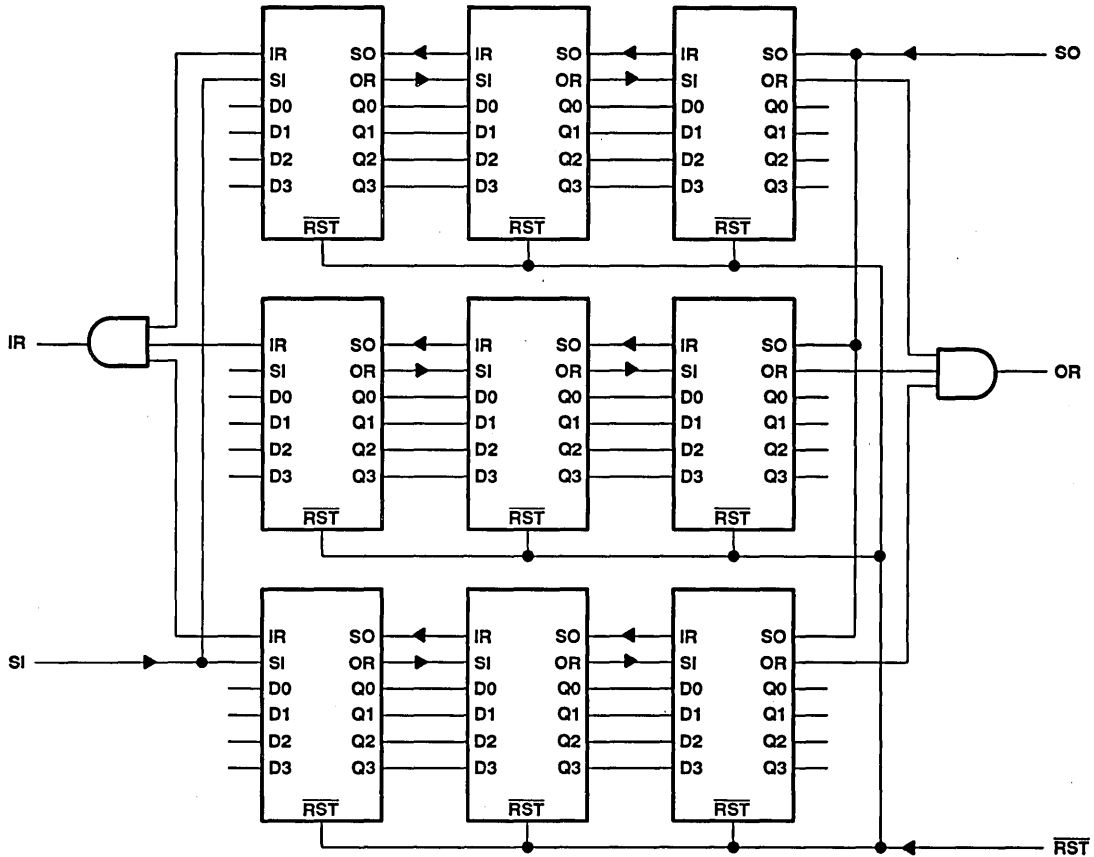 IR SO IR SO IR SO SO
SI OR SI OR SI OR
D0 Q0 D0 Q0 D0 Q0
D1 Q1 D1 Q1 D1 Q1
D2 Q2 D2 Q2 D2 Q2
D3 Q3 D3 Q3 D3 Q3
RST RST RST
IR IR SO IR SO IR SO
SI OR SI OR SI OR OR
D0 Q0 D0 Q0 D0 Q0
D1 Q1 D1 Q1 D1 Q1
D2 Q2 D2 Q2 D2 Q2
D3 Q3 D3 Q3 D3 Q3
RST RST RST
IR SO IR SO IR SO
SI SI OR SI OR SI OR
D0 Q0 D0 Q0 D0 Q0
D1 Q1 D1 Q1 D1 Q1
D2 Q2 D2 Q2 D2 Q2
D3 Q3 D3 Q3 D3 Q3
RST RST RST
RST